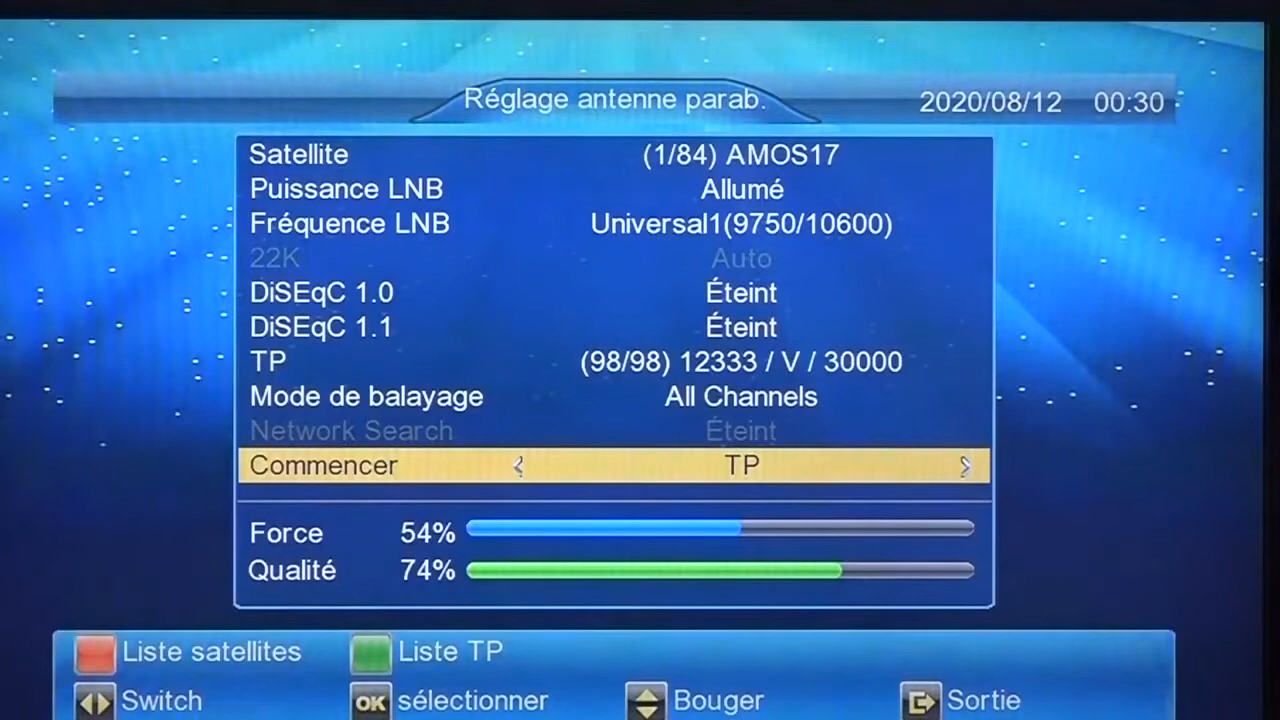 Réglage antenne parab. 2020/08/12 00:30
Satellite (1/84) AMOS17
Puissance LNB Allumé
Fréquence LNB Universal1(9750/10600)
22K Auto
DiSEqC 1.0 Éteint
DiSEqC 1.1 Éteint
TP (98/98) 12333 / V / 30000
Mode de balayage All Channels
Network Search Éteint
Commencer TP
Force 54%
Qualité 74%
Liste satellites Liste TP
Switch OK sélectionner Bouger Sortie